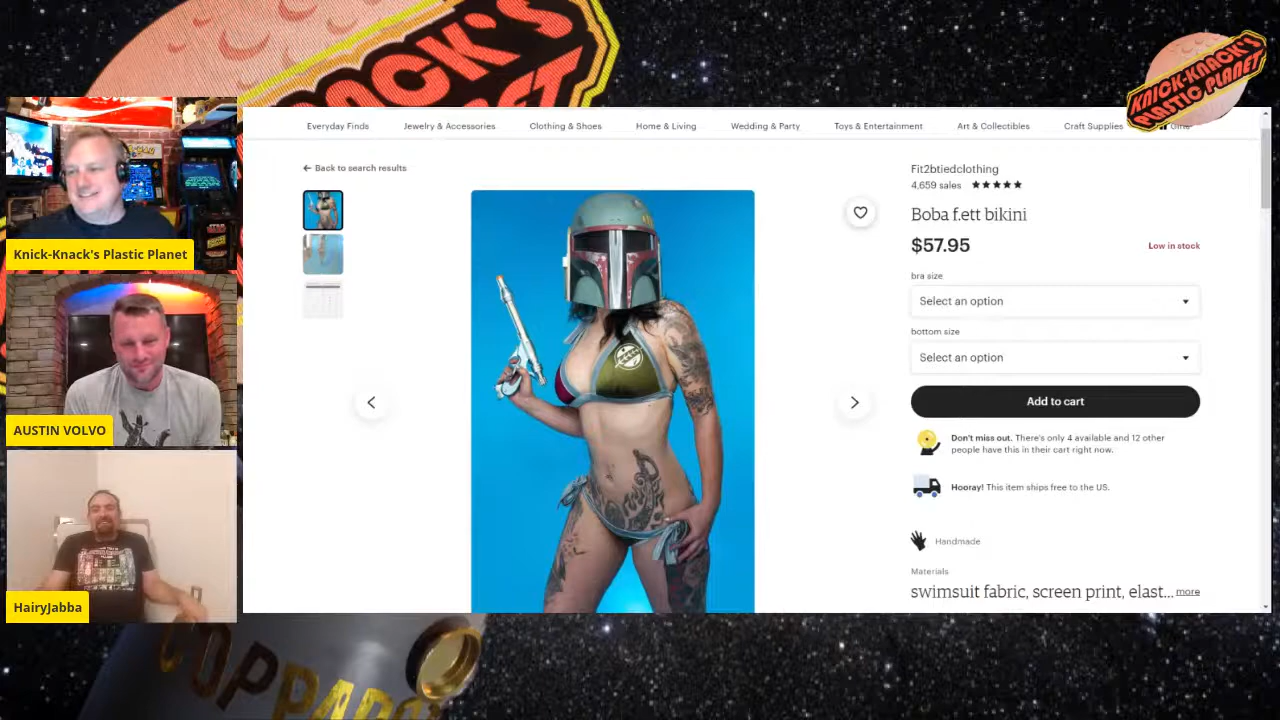 KNICK-KNACK'S
PLASTIC PLANET
Everyday Finds
Jewelry & Accessories
Clothing & Shoes
Home & Living
Wedding & Party
Toys & Entertainment
Art & Collectibles
Craft Supplies
← Back to search results
Fit2btiedclothing
4,659 sales ★★★★★
Boba f.ett bikini
$57.95
Low in stock
bra size
Select an option
bottom size
Select an option
Add to cart
Don't miss out. There's only 4 available and 12 other
people have this in their cart right now.
Hooray! This item ships free to the US.
Handmade
Materials
swimsuit fabric, screen print, elast... more
Knick-Knack's Plastic Planet
AUSTIN VOLVO
HairyJabba